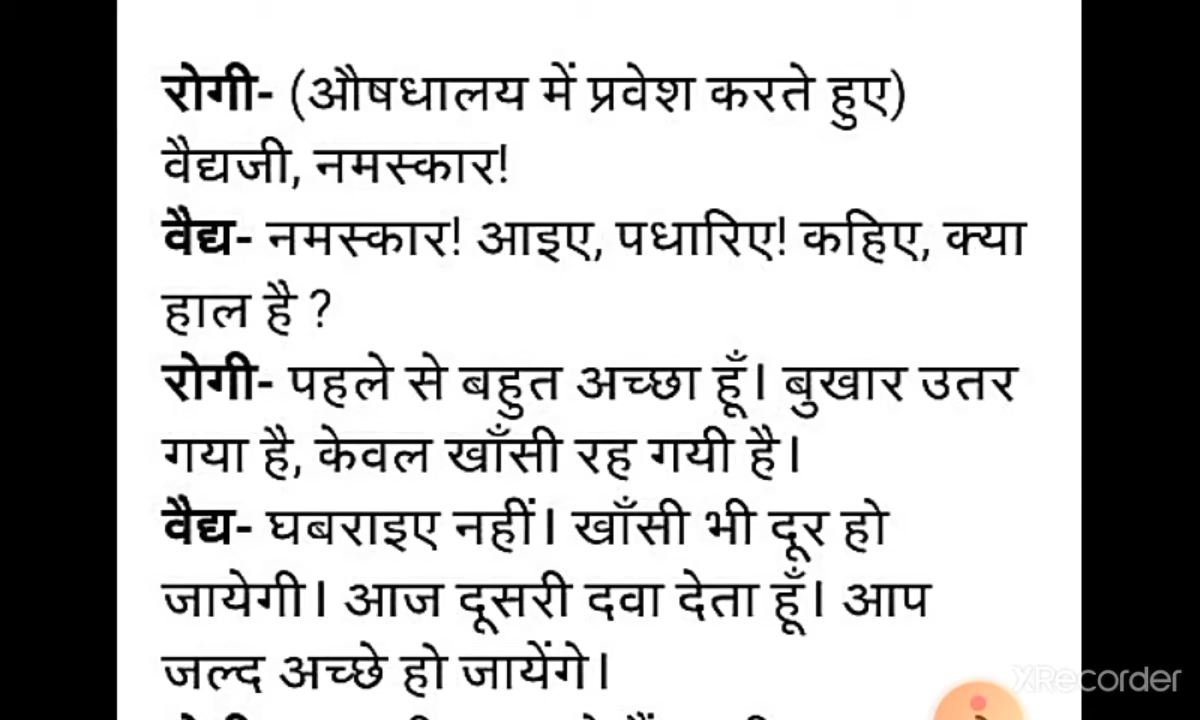 रोगी- (औषधालय में प्रवेश करते हुए)
वैद्यजी, नमस्कार!
वैद्य- नमस्कार! आइए, पधारिए! कहिए, क्या
हाल है ?
रोगी- पहले से बहुत अच्छा हूँ। बुखार उतर
गया है, केवल खाँसी रह गयी है।
वैद्य- घबराइए नहीं। खाँसी भी दूर हो
जायेगी। आज दूसरी दवा देता हूँ। आप
जल्द अच्छे हो जायेंगे।
XRecorder